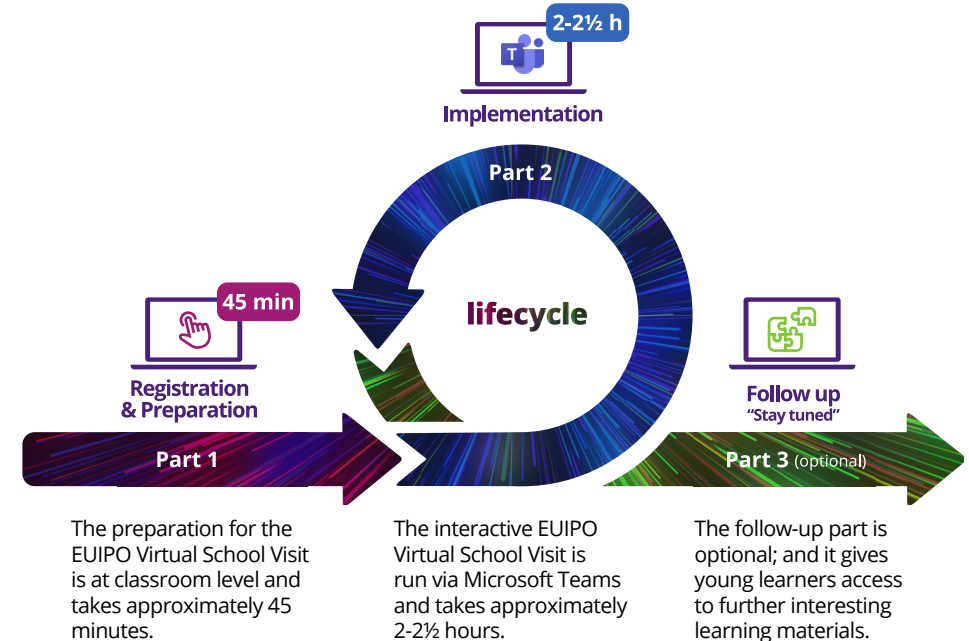 2-2½ h
T
Implementation
Part 2
lifecycle
45 min
Registration
& Preparation
Part 1
Follow up
“Stay tuned”
Part 3 (optional)
The preparation for the
EUIPO Virtual School Visit
is at classroom level and
takes approximately 45
minutes.
The interactive EUIPO
Virtual School Visit is
run via Microsoft Teams
and takes approximately
2-2½ hours.
The follow-up part is
optional; and it gives
young learners access
to further interesting
learning materials.